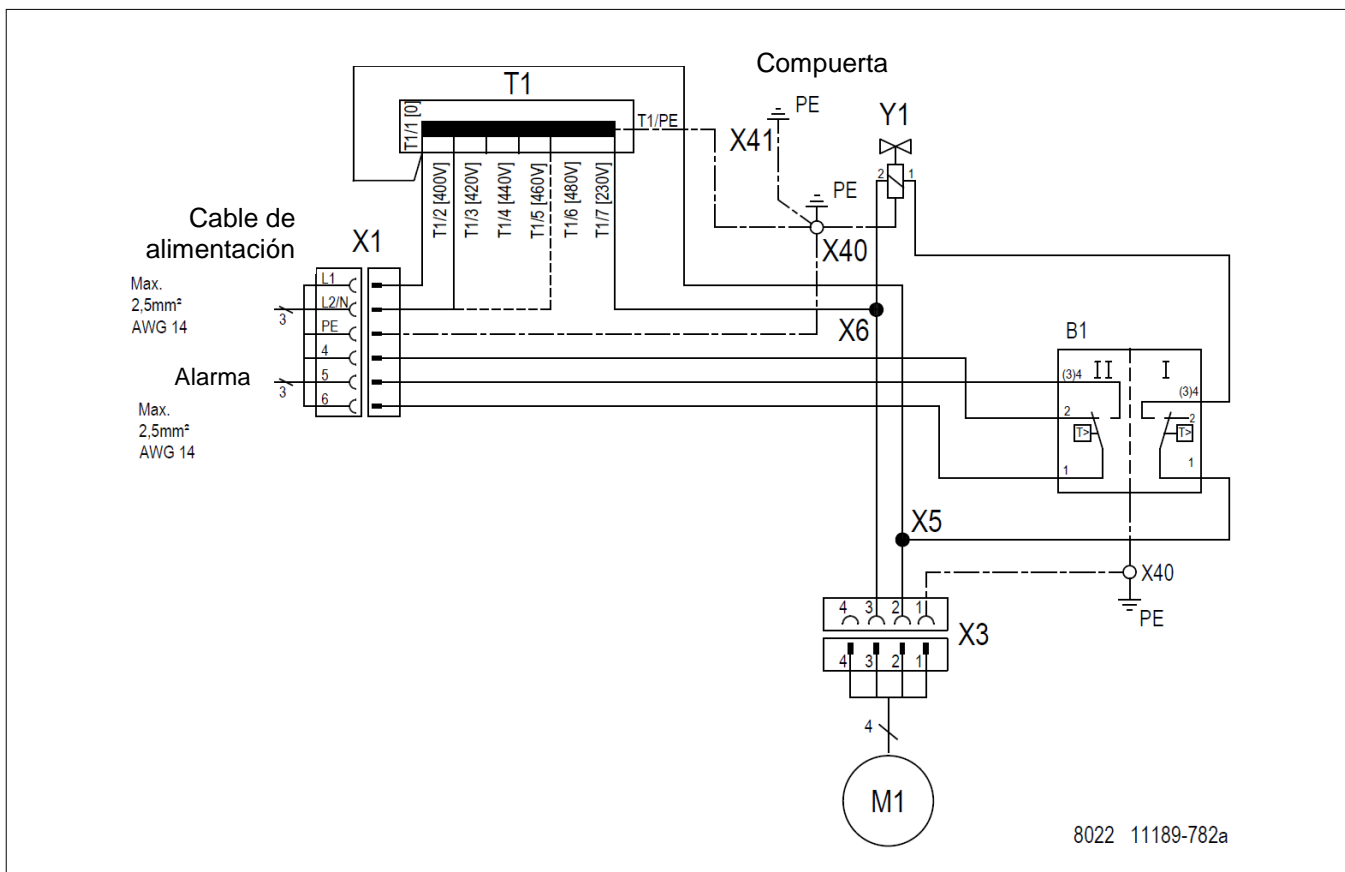 Compuerta
T1
PE
Y1
T1/1 [0]
T1/PE
X41
2
1
PE
T1/2 [400V]
T1/3 [420V]
T1/4 [440V]
T1/5 [460V]
T1/6 [480V]
T1/7 [230V]
X40
Cable de
alimentación
X1
Max.
2,5mm²
AWG 14
3
L1
L2/N
PE
4
5
6
X6
B1
Alarma
3
Max.
2,5mm²
AWG 14
II
I
(3)4
(3)4
2
2
T>
T>
1
1
X5
X40
PE
4
3
2
1
X3
4
3
2
1
4
M1
8022 11189-782a